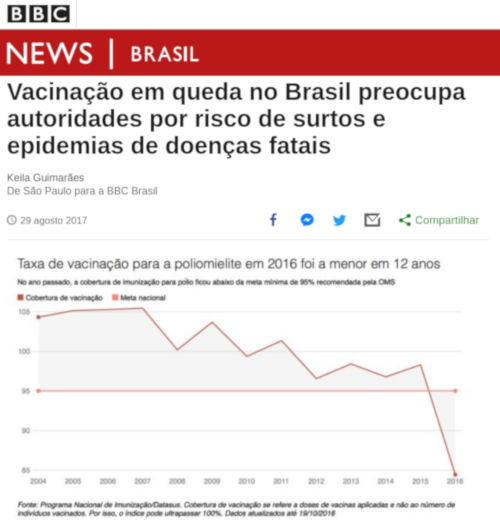 BBC
NEWS | BRASIL
Vacinação em queda no Brasil preocupa
autoridades por risco de surtos e
epidemias de doenças fatais
Keila Guimarães
De São Paulo para a BBC Brasil
29 agosto 2017
Compartilhar
Taxa de vacinação para a poliomielite em 2016 foi a menor em 12 anos
No ano passado, a cobertura de imunização para polio ficou abaixo da meta mínima de 95% recomendada pela OMS
Cobertura de vacinação Meta nacional
105
100
95
90
85
2004 2005 2006 2007 2008 2009 2010 2011 2012 2013 2014 2015 2016
Fonte: Programa Nacional de Imunização/Datasus. Cobertura de vacinação se refere a doses de vacinas aplicadas e não ao número de
indivíduos vacinados. Por isso, o índice pode ultrapassar 100%. Dados atualizados até 19/10/2016